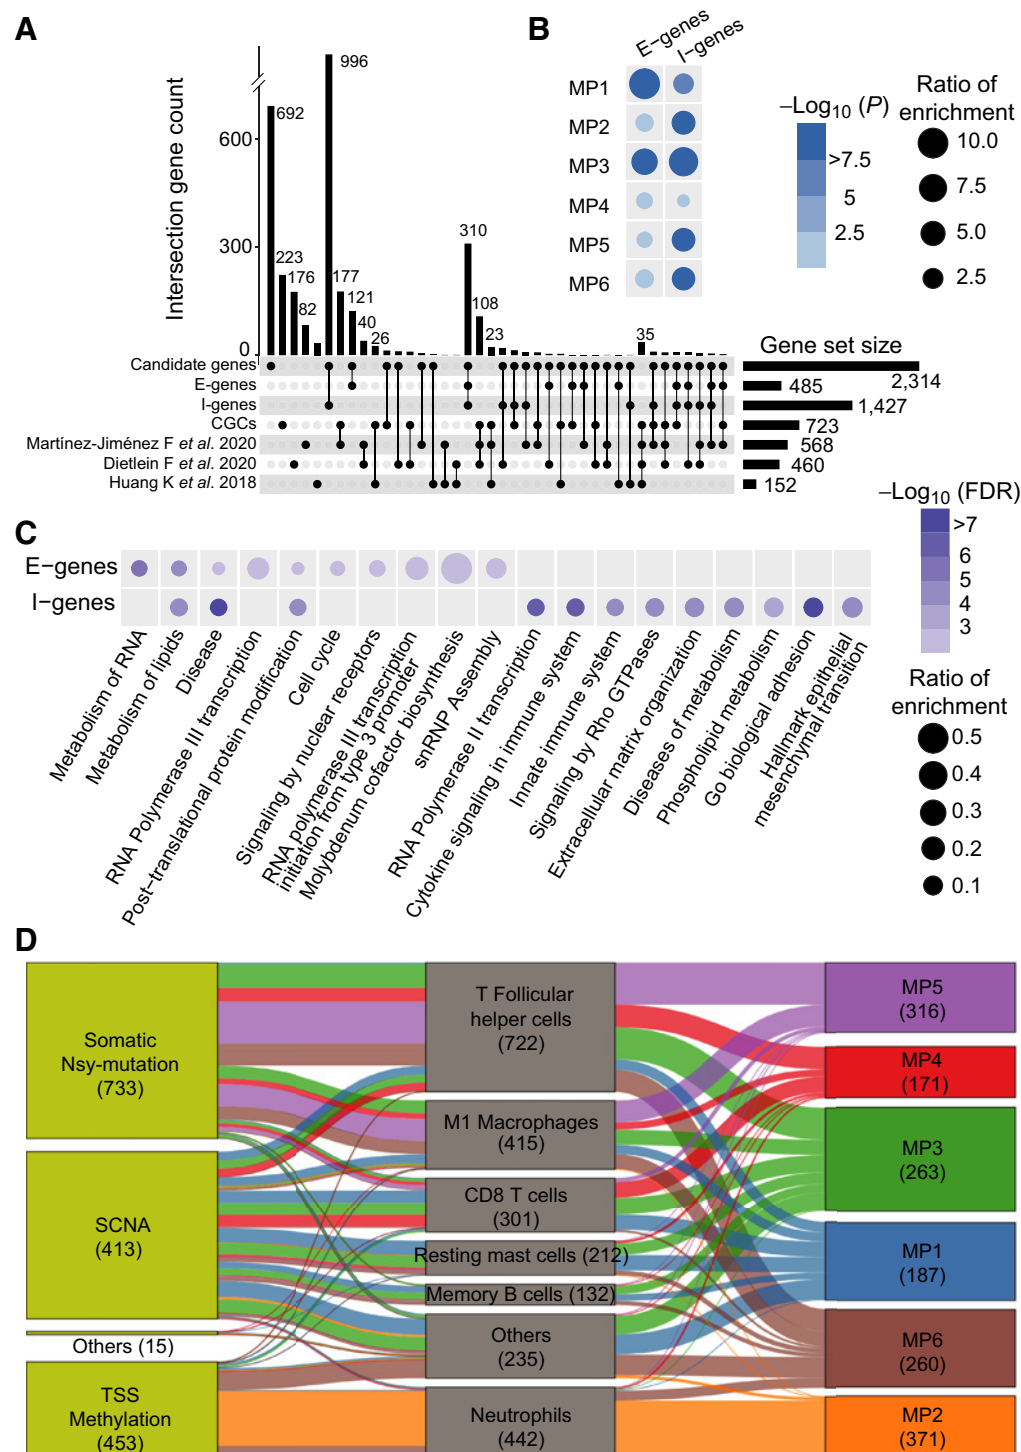 A
Intersection gene count
600
300
0
996
692
223
176
82
177
121
40
26
310
108
23
35
Candidate genes
E−genes
I−genes
CGCs
Martínez-Jiménez F et al. 2020
Dietlein F et al. 2020
Huang K et al. 2018
Gene set size
2,314
485
1,427
723
568
460
152
B
E−genes
I−genes
MP1
MP2
MP3
MP4
MP5
MP6
−Log10 (P)
>7.5
5
2.5
Ratio of
enrichment
10.0
7.5
5.0
2.5
C
E−genes
I−genes
Metabolism of RNA
Metabolism of lipids
Disease
RNA Polymerase III transcription
Post−translational protein modification
Cell cycle
Signaling by nuclear receptors
RNA polymerase III transcription
initiation from type 3 promoter
Molybdenum cofactor biosynthesis
snRNP Assembly
RNA Polymerase II transcription
Cytokine signaling in immune system
Innate immune system
Signaling by Rho GTPases
Extracellular matrix organization
Diseases of metabolism
Phospholipid metabolism
Go biological adhesion
Hallmark epithelial
mesenchymal transition
−Log10 (FDR)
>7
6
5
4
3
Ratio of
enrichment
0.5
0.4
0.3
0.2
0.1
D
Somatic
Nsy-mutation
(733)
SCNA
(413)
Others (15)
TSS
Methylation
(453)
T Follicular
helper cells
(722)
M1 Macrophages
(415)
CD8 T cells
(301)
Resting mast cells (212)
Memory B cells (132)
Others
(235)
Neutrophils
(442)
MP5
(316)
MP4
(171)
MP3
(263)
MP1
(187)
MP6
(260)
MP2
(371)